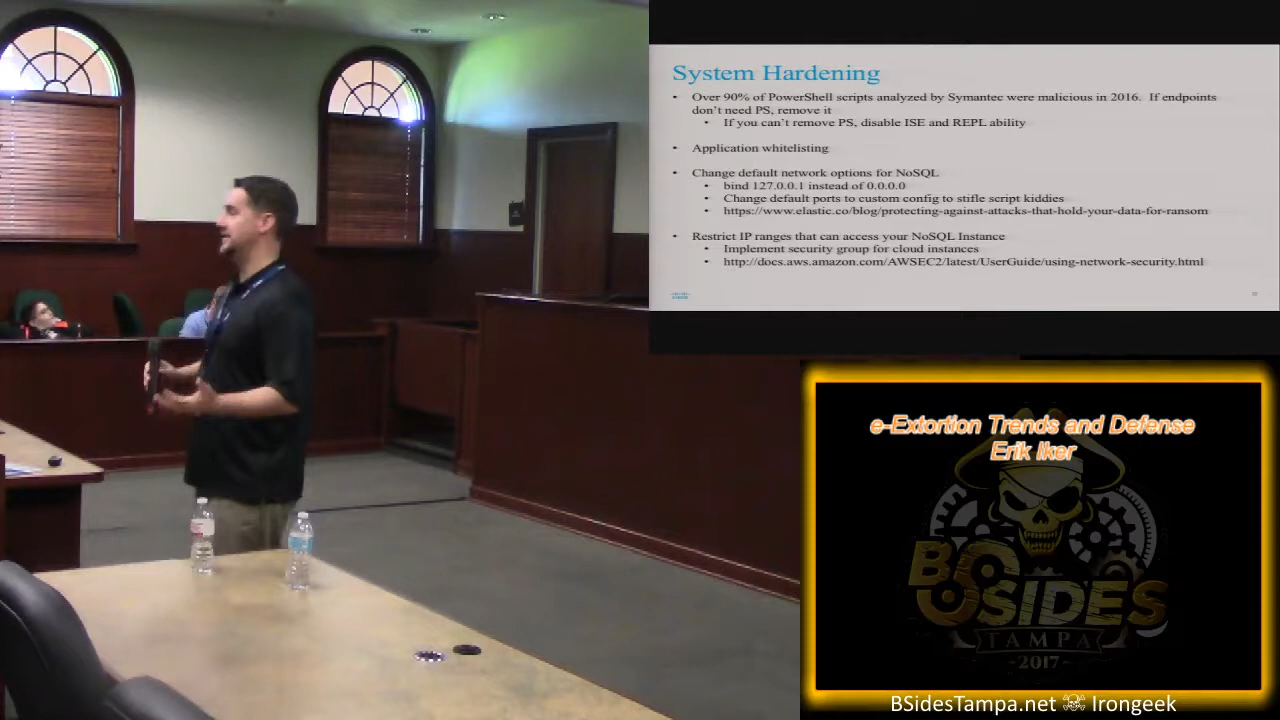 System Hardening
• Over 90% of PowerShell scripts analyzed by Symantec were malicious in 2016. If endpoints
don't need PS, remove it
• If you can't remove PS, disable ISE and REPL ability
• Application whitelisting
• Change default network options for NoSQL
• bind 127.0.0.1 instead of 0.0.0.0
• Change default ports to custom config to stifle script kiddies
• https://www.elastic.co/blog/protecting-against-attacks-that-hold-your-data-for-ransom
• Restrict IP ranges that can access your NoSQL Instance
• Implement security group for cloud instances
• http://docs.aws.amazon.com/AWSEC2/latest/UserGuide/using-network-security.html
e-Extortion Trends and Defense
Erik Iker
BSIDES
TAMPA
-2017-
BSidesTampa.net ☠ Irongeek